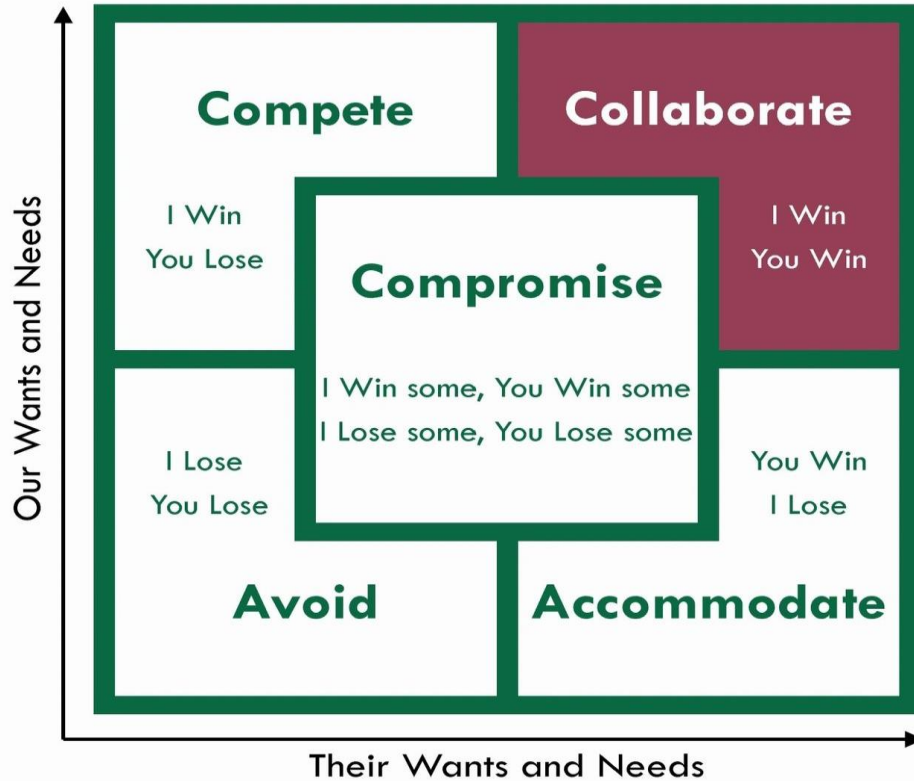 Our Wants and Needs
Compete
I Win
You Lose
Collaborate
I Win
You Win
Compromise
I Win some, You Win some
I Lose some, You Lose some
I Lose
You Lose
Avoid
You Win
I Lose
Accommodate
Their Wants and Needs